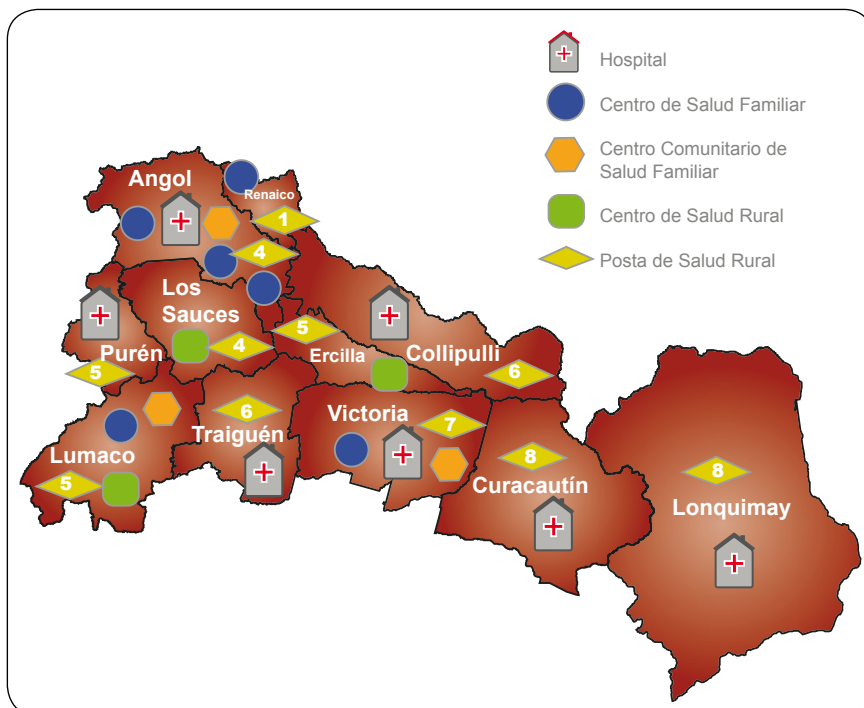 Hospital
Centro de Salud Familiar
Centro Comunitario de
Salud Familiar
Centro de Salud Rural
Posta de Salud Rural
Angol
Renaico
1
4
Los
Sauces
4
Purén
5
5
Ercilla
Collipulli
6
Lumaco
5
6
Traiguén
Victoria
7
8
Curacautín
8
Lonquimay